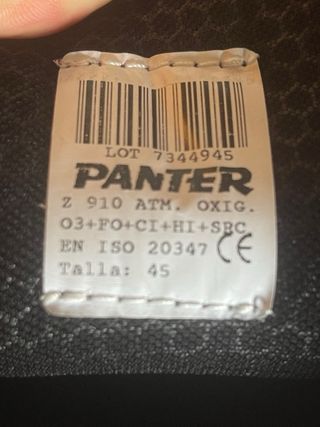 LOT 7344945
PANTER
Z 910 ATM. OXIG.
O3+FO+CI+HI+SRC
EN ISO 20347 CE
Talla: 45